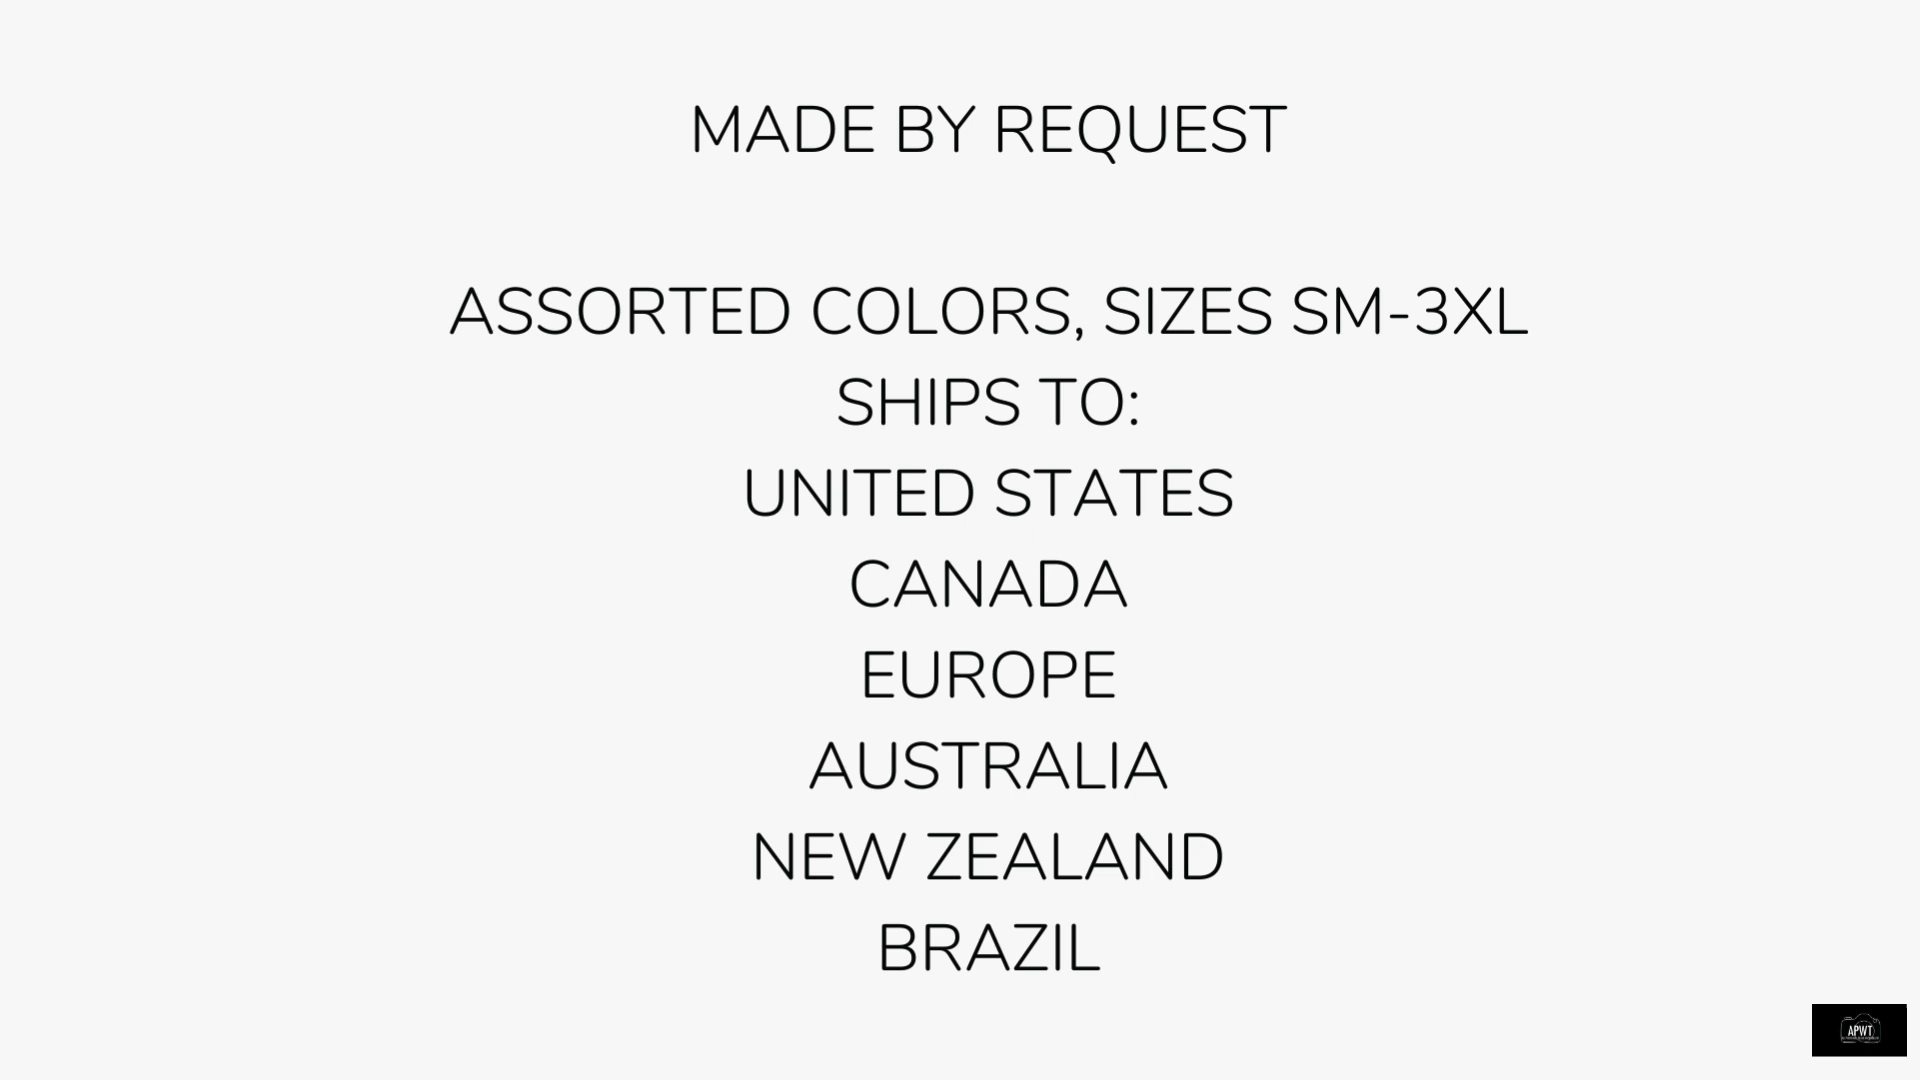 MADE BY REQUEST
ASSORTED COLORS, SIZES SM-3XL
SHIPS TO:
UNITED STATES
CANADA
EUROPE
AUSTRALIA
NEW ZEALAND
BRAZIL
APWT